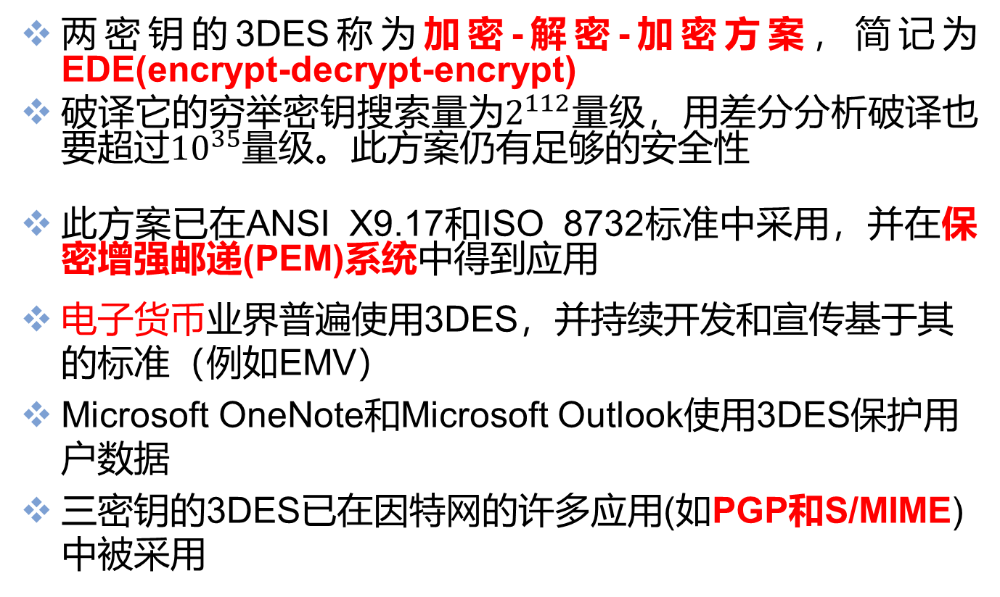 两密钥的3DES称为加密-解密-加密方案，简记为
EDE(encrypt-decrypt-encrypt)
破译它的穷举密钥搜索量为2¹¹²量级，用差分分析破译也
要超过10³⁵量级。此方案仍有足够的安全性
此方案已在ANSI X9.17和ISO 8732标准中采用，并在保
密增强邮递(PEM)系统中得到应用
电子货币业界普遍使用3DES，并持续开发和宣传基于其
的标准（例如EMV）
Microsoft OneNote和Microsoft Outlook使用3DES保护用
户数据
三密钥的3DES已在因特网的许多应用(如PGP和S/MIME)
中被采用